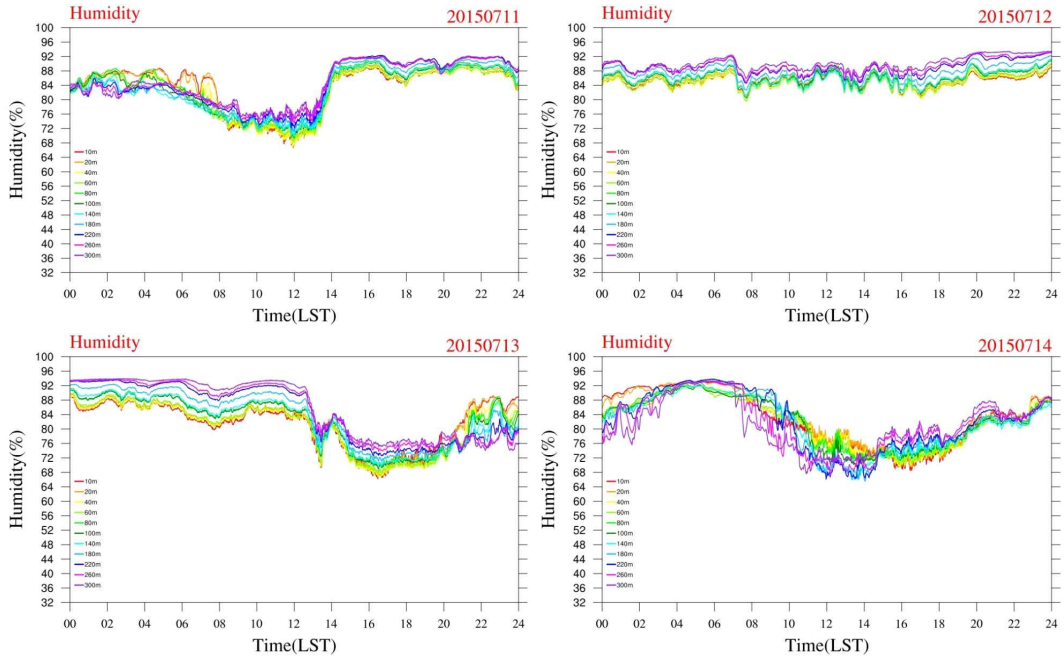 Humidity 20150711
100
96
92
88
84
80
76
72
68
64
60
56
52
48
44
40
36
32
Humidity(%)
10m
20m
40m
60m
80m
100m
140m
180m
220m
260m
300m
00 02 04 06 08 10 12 14 16 18 20 22 24
Time(LST)
Humidity 20150712
100
96
92
88
84
80
76
72
68
64
60
56
52
48
44
40
36
32
Humidity(%)
10m
20m
40m
60m
80m
100m
140m
180m
220m
260m
300m
00 02 04 06 08 10 12 14 16 18 20 22 24
Time(LST)
Humidity 20150713
100
96
92
88
84
80
76
72
68
64
60
56
52
48
44
40
36
32
Humidity(%)
10m
20m
40m
60m
80m
100m
140m
180m
220m
260m
300m
00 02 04 06 08 10 12 14 16 18 20 22 24
Time(LST)
Humidity 20150714
100
96
92
88
84
80
76
72
68
64
60
56
52
48
44
40
36
32
Humidity(%)
10m
20m
40m
60m
80m
100m
140m
180m
220m
260m
300m
00 02 04 06 08 10 12 14 16 18 20 22 24
Time(LST)